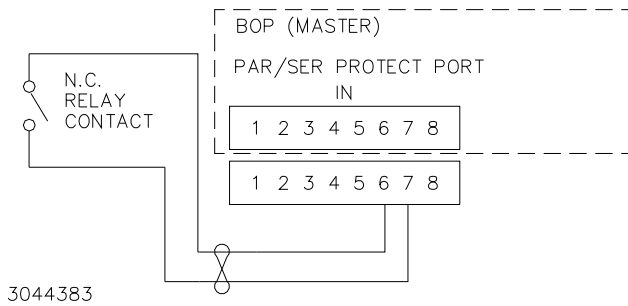 BOP (MASTER)
PAR/SER PROTECT PORT
IN
N.C.
RELAY
CONTACT
1 2 3 4 5 6 7 8
1 2 3 4 5 6 7 8
3044383